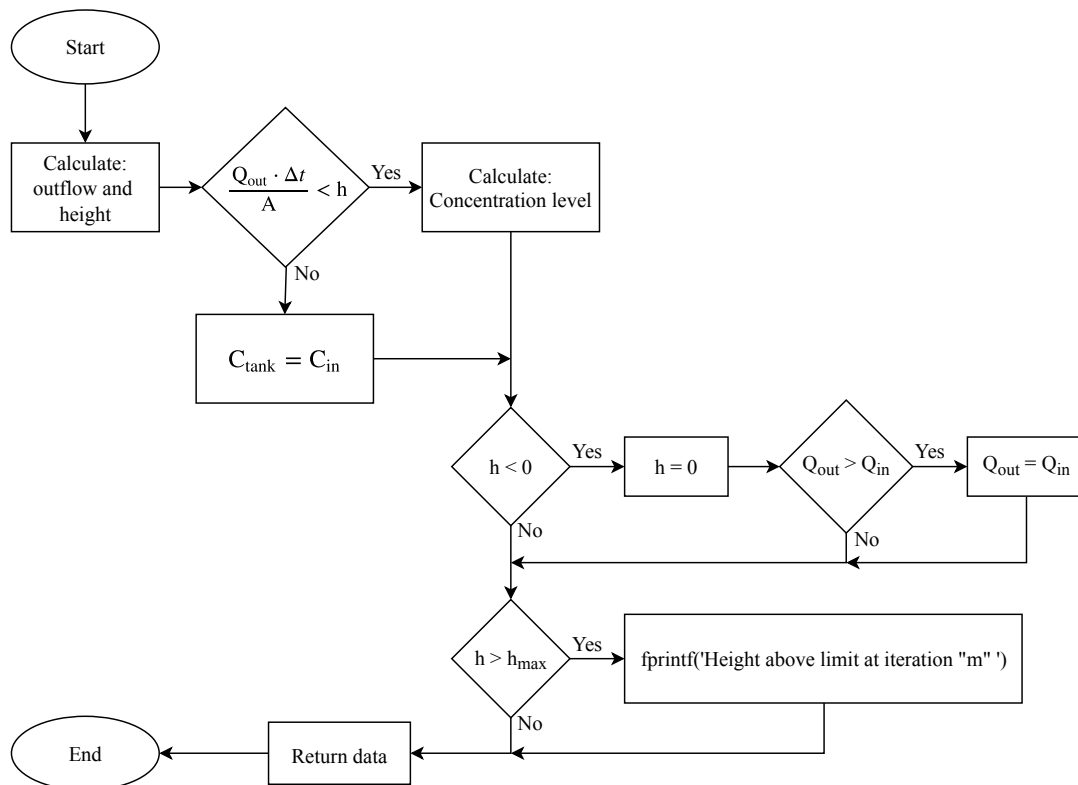 Start
Calculate:
outflow and
height
Q_out · Δt
A
< h
Yes
Calculate:
Concentration level
No
C_tank = C_in
h < 0
Yes
h = 0
Q_out > Q_in
Yes
Q_out = Q_in
No
No
h > h_max
Yes
fprintf('Height above limit at iteration "m" ')
No
End
Return data